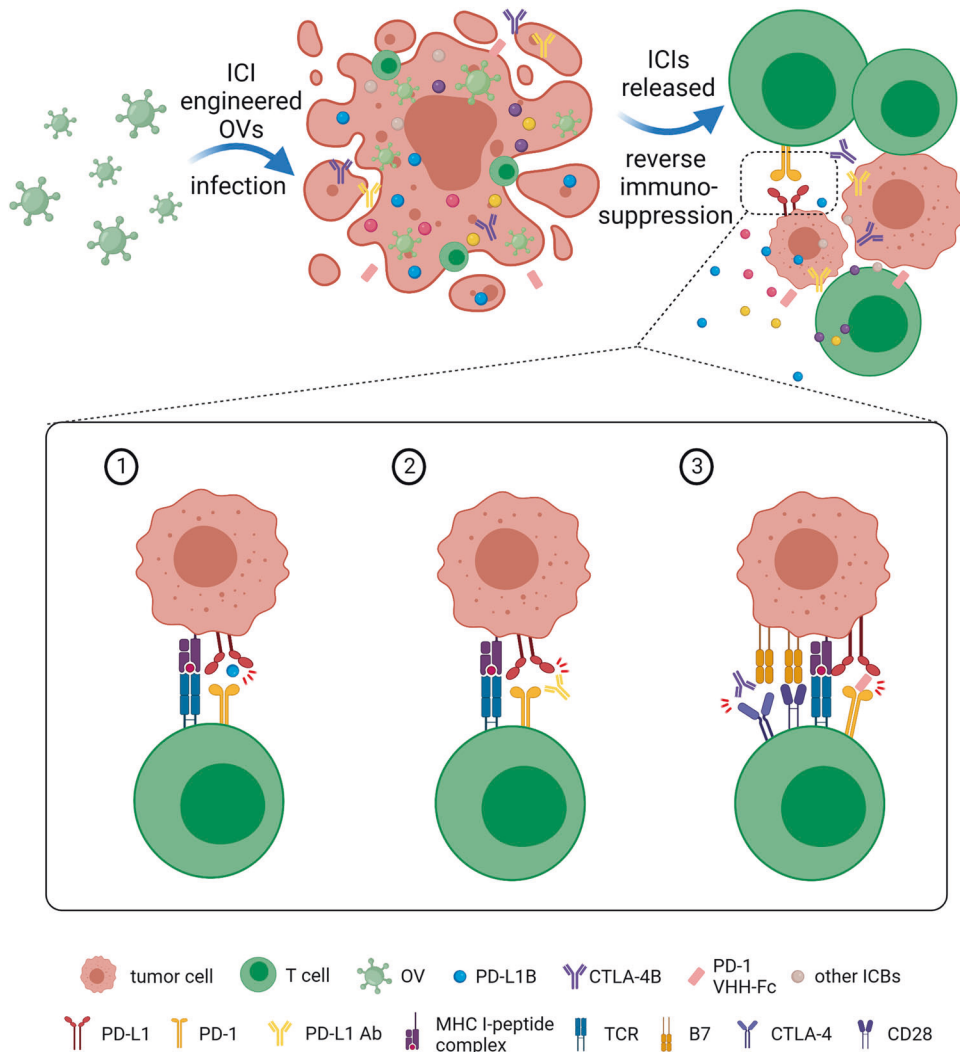 ICI
engineered
OVs
infection
ICIs
released
reverse
immuno-
suppression
1
2
3
tumor cell
T cell
OV
PD-L1B
CTLA-4B
PD-1
VHH-Fc
other ICBs
PD-L1
PD-1
PD-L1 Ab
MHC I-peptide
complex
TCR
B7
CTLA-4
CD28